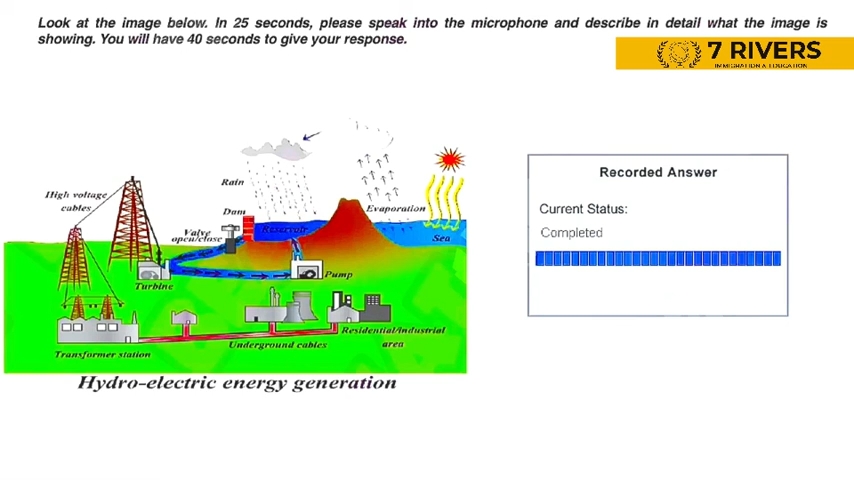 Look at the image below. In 25 seconds, please speak into the microphone and describe in detail what the image is
showing. You will have 40 seconds to give your response.
7 RIVERS
IMMIGRATION & EDUCATION
Recorded Answer
Current Status:
Completed
High voltage
cables
Rain
Dam
Valve
open/close
Reservoir
Evaporation
Sea
Turbine
Pump
Transformer station
Underground cables
Residential/industrial
area
Hydro-electric energy generation